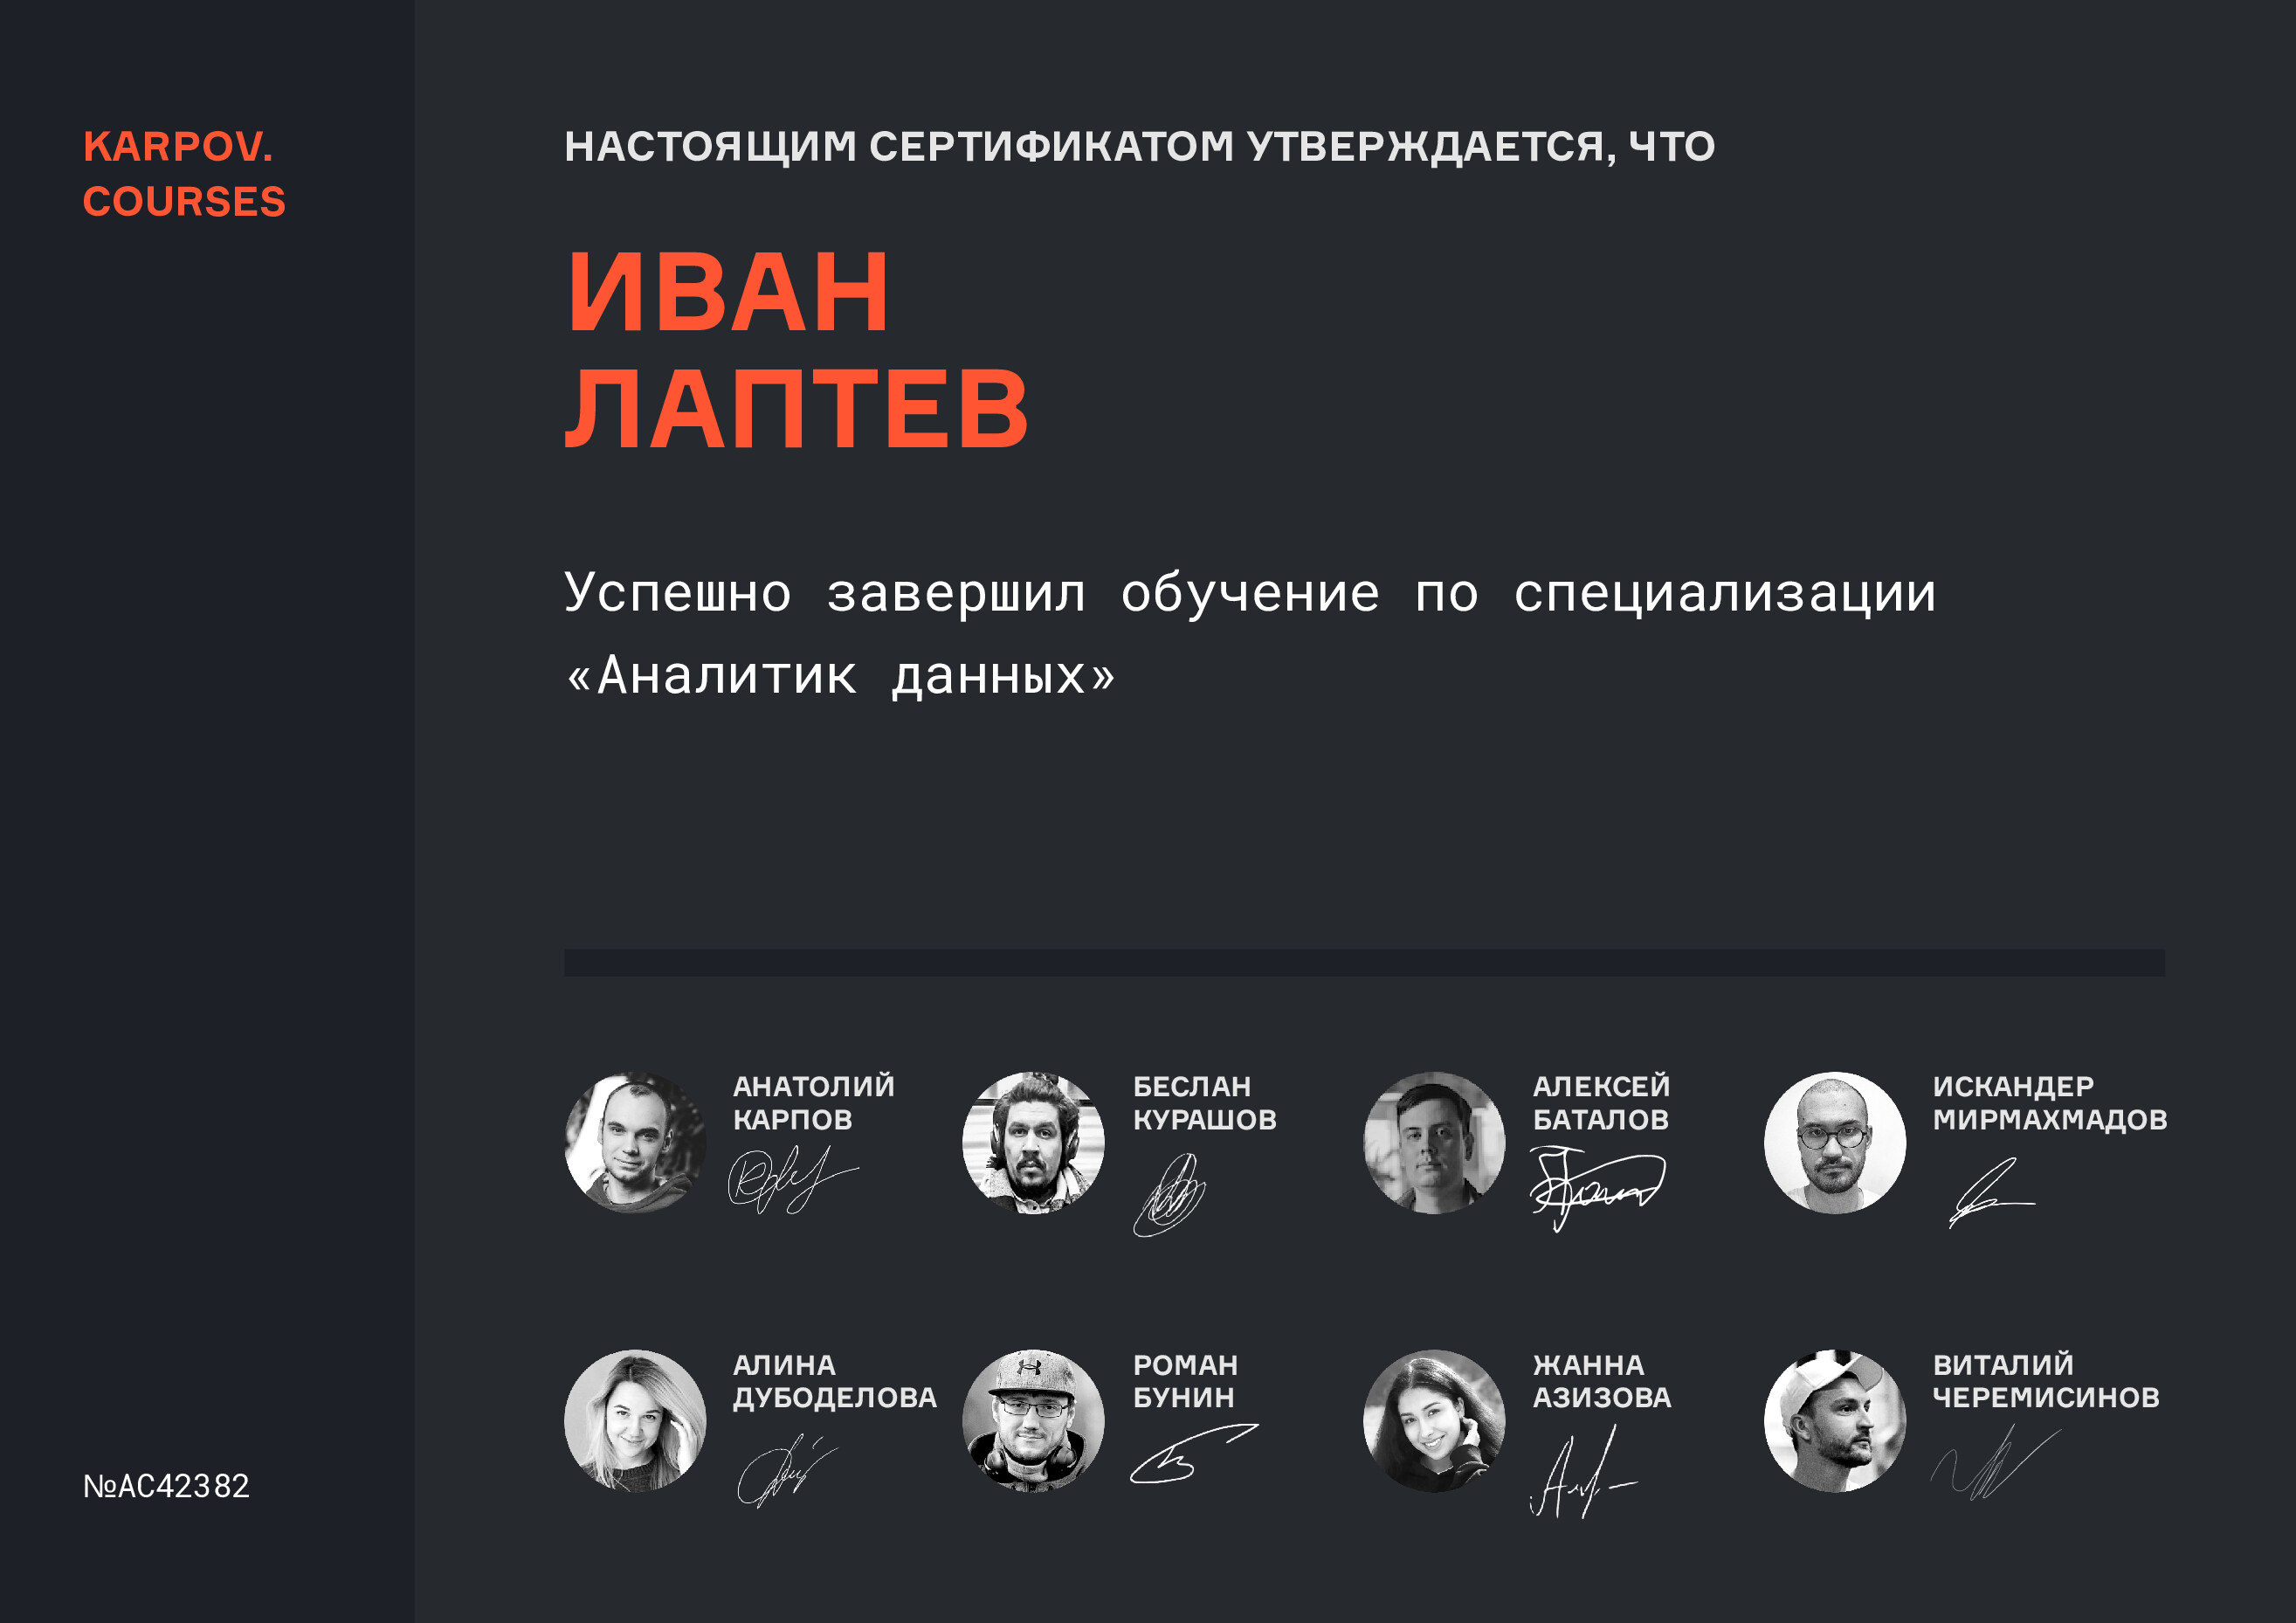 KARPOV.
COURSES
НАСТОЯЩИМ СЕРТИФИКАТОМ УТВЕРЖДАЕТСЯ, ЧТО
ИВАН
ЛАПТЕВ
Успешно завершил обучение по специализации
«Аналитик данных»
АНАТОЛИЙ
КАРПОВ
БЕСЛАН
КУРАШОВ
АЛЕКСЕЙ
БАТАЛОВ
ИСКАНДЕР
МИРМАХМАДОВ
АЛИНА
ДУБОДЕЛОВА
РОМАН
БУНИН
ЖАННА
АЗИЗОВА
ВИТАЛИЙ
ЧЕРЕМИСИНОВ
№АС42382